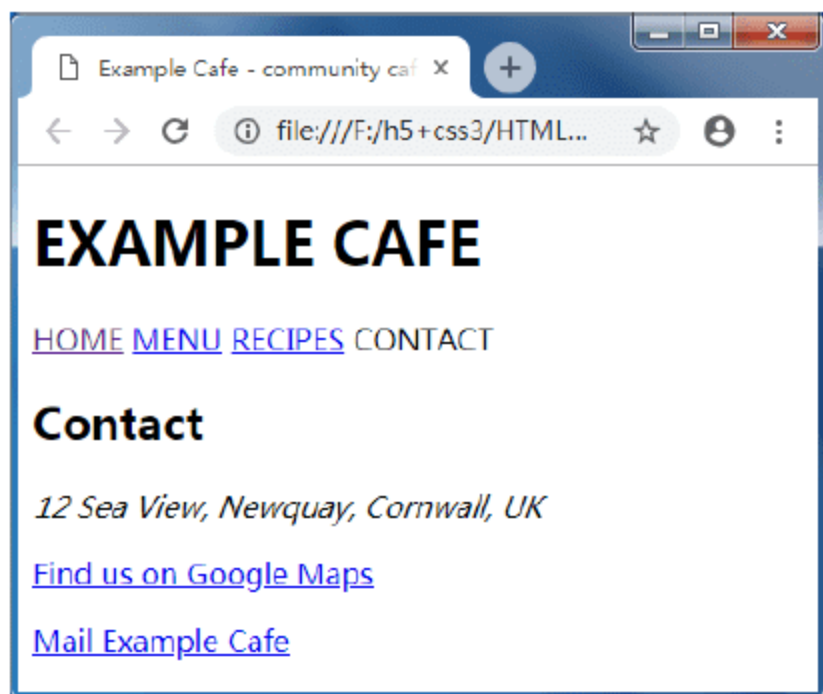 Example Cafe - community caf
file:///F:/h5+css3/HTML...
EXAMPLE CAFE
HOME MENU RECIPES CONTACT
Contact
12 Sea View, Newquay, Cornwall, UK
Find us on Google Maps
Mail Example Cafe